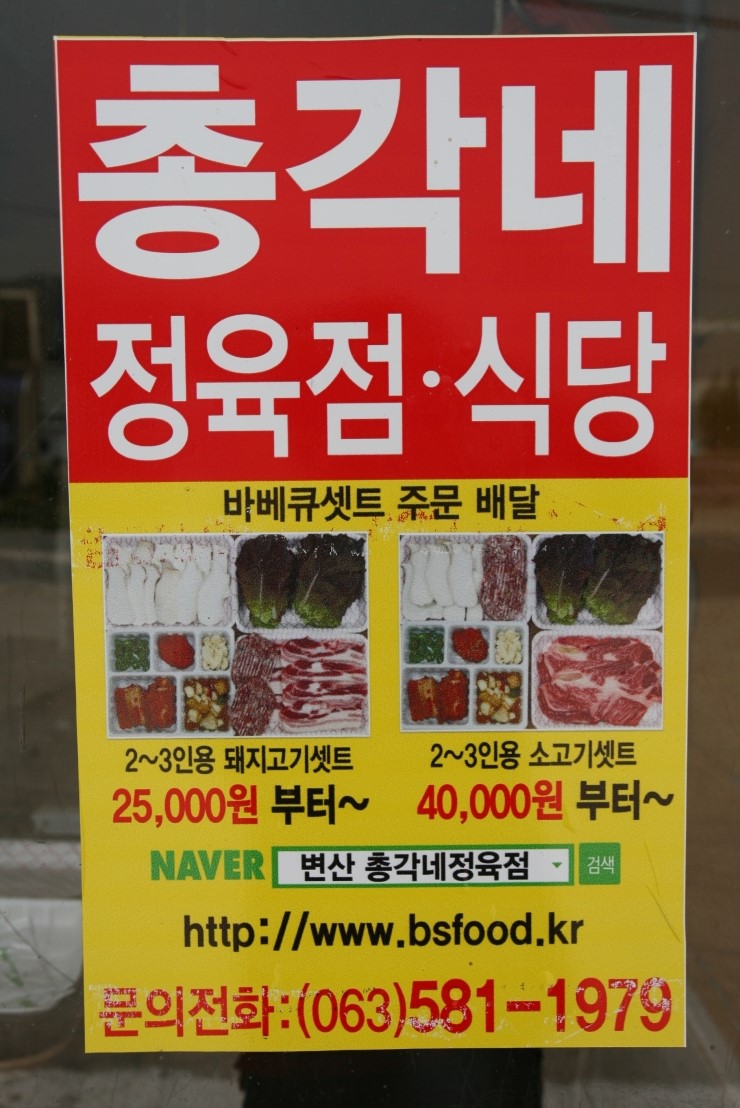 총각네
정육점·식당
바베큐셋트 주문 배달
2~3인용 돼지고기셋트
25,000원 부터~
2~3인용 소고기셋트
40,000원 부터~
NAVER 변산 총각네정육점 검색
http://www.bsfood.kr
문의전화:(063)581-1979